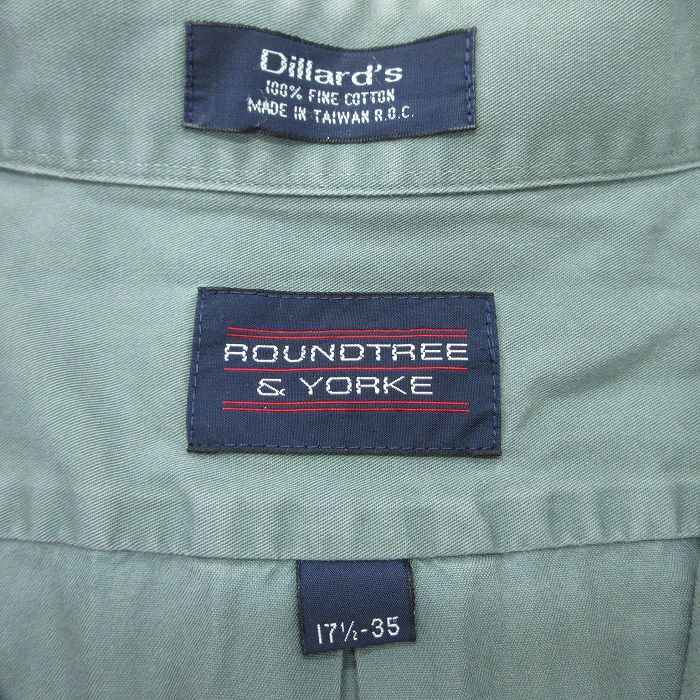 Dillard's
100% FINE COTTON
MADE IN TAIWAN R.O.C.
ROUNDTREE
& YORKE
17½-35